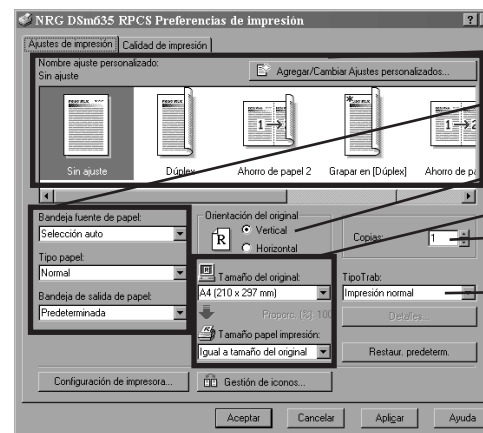 NRG DSm635 RPCS Preferencias de impresión
Ajustes de impresión
Calidad de impresión
Nombre ajuste personalizado:
Sin ajuste
Agregar/Cambiar Ajustes personalizados...
Sin ajuste
Dúplex
Ahorro de papel 2
Grapar en [Dúplex]
Ahorro de pa
Bandeja fuente de papel:
Selección auto
Tipo papel:
Normal
Bandeja de salida de papel:
Predeterminada
Orientación del original
R
Vertical
Horizontal
Copias:
1
Tamaño del original:
A4 (210 x 297 mm)
Proporc. (%): 100
Tamaño papel impresión:
Igual a tamaño del original
TipoTrab:
Impresión normal
Detalles...
Restaur. predeterm.
Configuración de impresora...
Gestión de iconos...
Aceptar
Cancelar
Aplicar
Ayuda